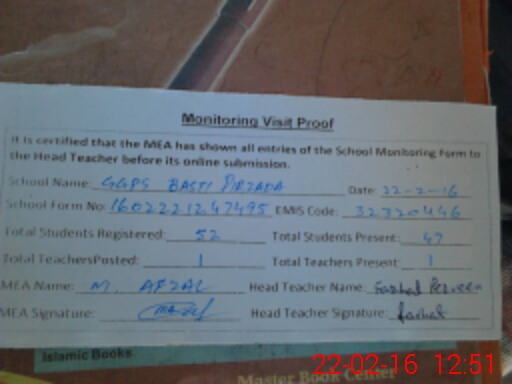 Monitoring Visit Proof
It is certified that the MEA has shown all entries of the School Monitoring Form to
the Head Teacher before its online submission.
School Name: GGPS BASTI PIRZADA Date: 22-2-16
School Form No: 16022212 47495 EMIS Code: 32320446
Total Students Registered: 52 Total Students Present: 47
Total TeachersPosted: 1 Total Teachers Present: 1
MEA Name: M. AFZAL Head Teacher Name: Farhat Perveen
MEA Signature: Head Teacher Signature: farhat
Islamic Books.
Master Book Center
22-02-16 12:51